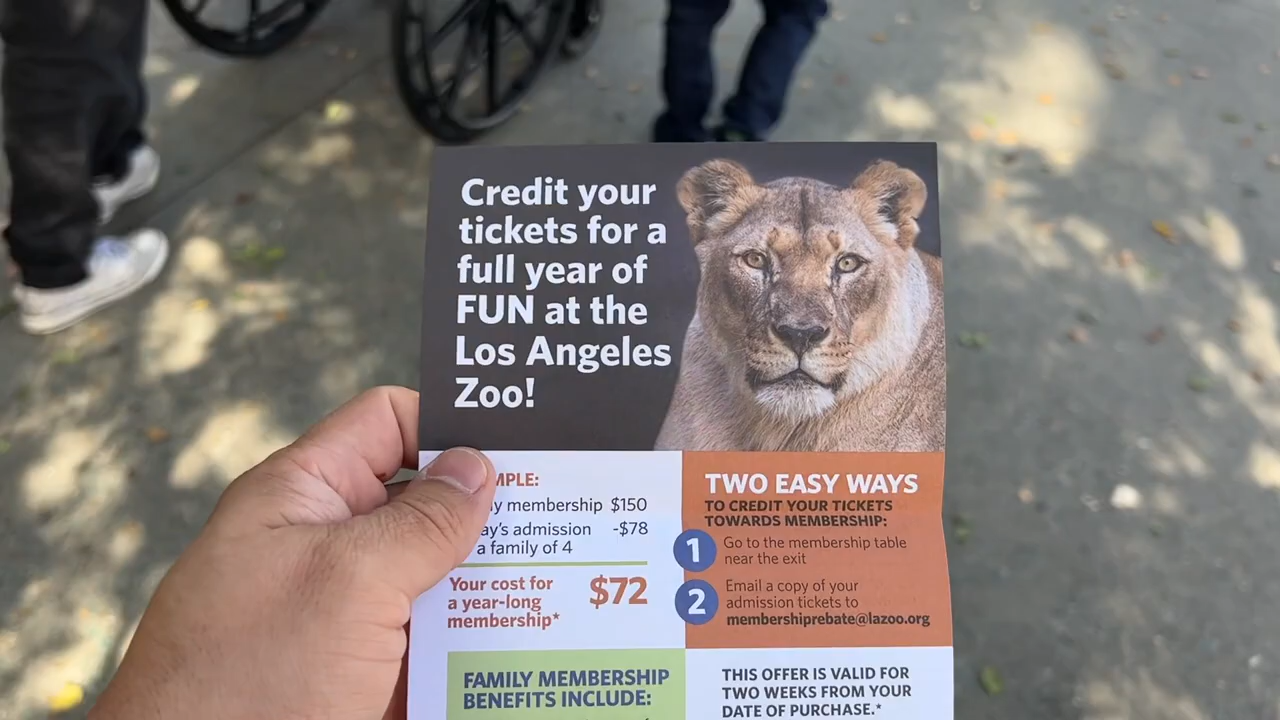 Credit your
tickets for a
full year of
FUN at the
Los Angeles
Zoo!
MPLE:
ly membership $150
ay's admission -$78
a family of 4
Your cost for
a year-long
membership*
$72
TWO EASY WAYS
TO CREDIT YOUR TICKETS
TOWARDS MEMBERSHIP:
1 Go to the membership table
near the exit
2 Email a copy of your
admission tickets to
membershiprebate@lazoo.org
FAMILY MEMBERSHIP
BENEFITS INCLUDE:
THIS OFFER IS VALID FOR
TWO WEEKS FROM YOUR
DATE OF PURCHASE.*